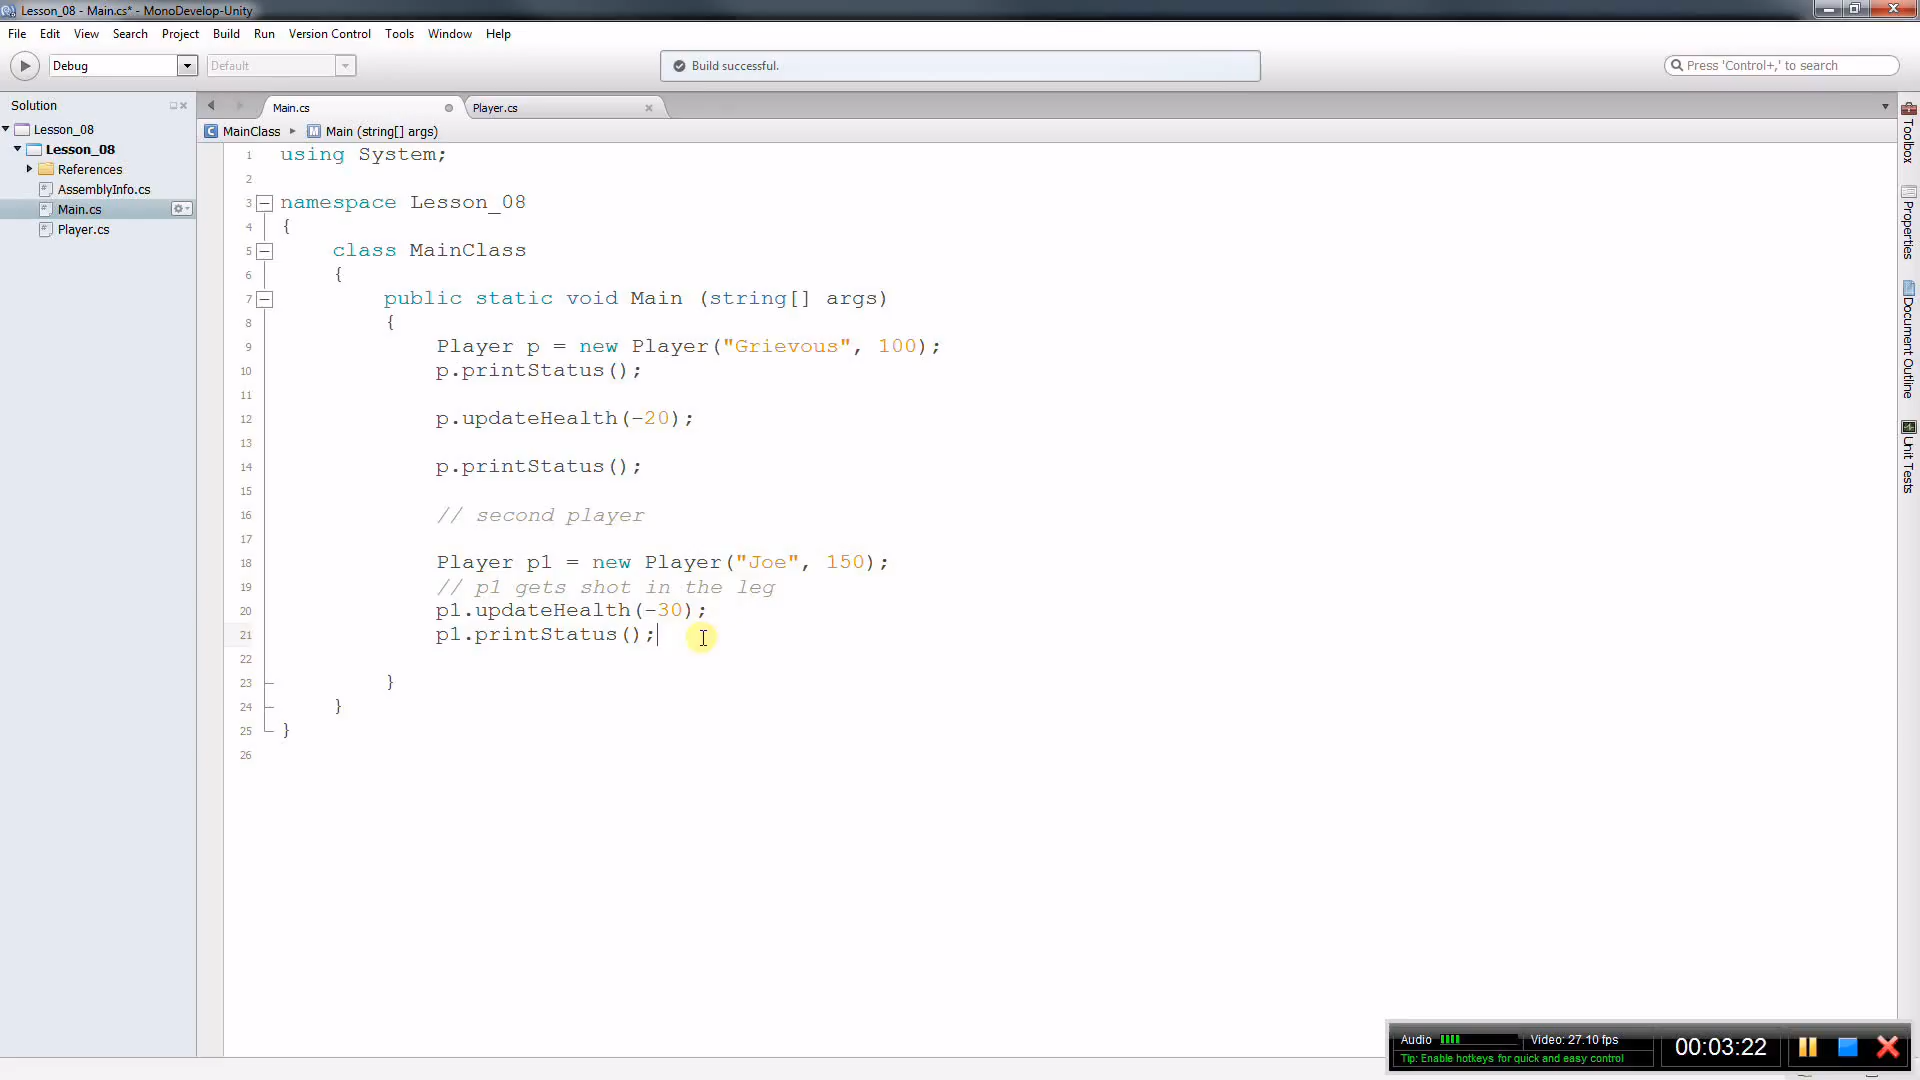 Lesson_08 - Main.cs* - MonoDevelop-Unity
File Edit View Search Project Build Run Version Control Tools Window Help
Debug
Default
Build successful.
Press 'Control+,' to search
Solution
Lesson_08
Lesson_08
References
AssemblyInfo.cs
Main.cs
Player.cs
Main.cs
Player.cs
MainClass
Main (string[] args)
1 using System;
2
3 namespace Lesson_08
4 {
5 class MainClass
6 {
7 public static void Main (string[] args)
8 {
9 Player p = new Player("Grievous", 100);
10 p.printStatus();
11
12 p.updateHealth(-20);
13
14 p.printStatus();
15
16 // second player
17
18 Player p1 = new Player("Joe", 150);
19 // p1 gets shot in the leg
20 p1.updateHealth(-30);
21 p1.printStatus();
22
23 }
24 }
25 }
26
Toolbox
Properties
Document Outline
Unit Tests
Audio
Video: 27.10 fps
Tip: Enable hotkeys for quick and easy control
00:03:22